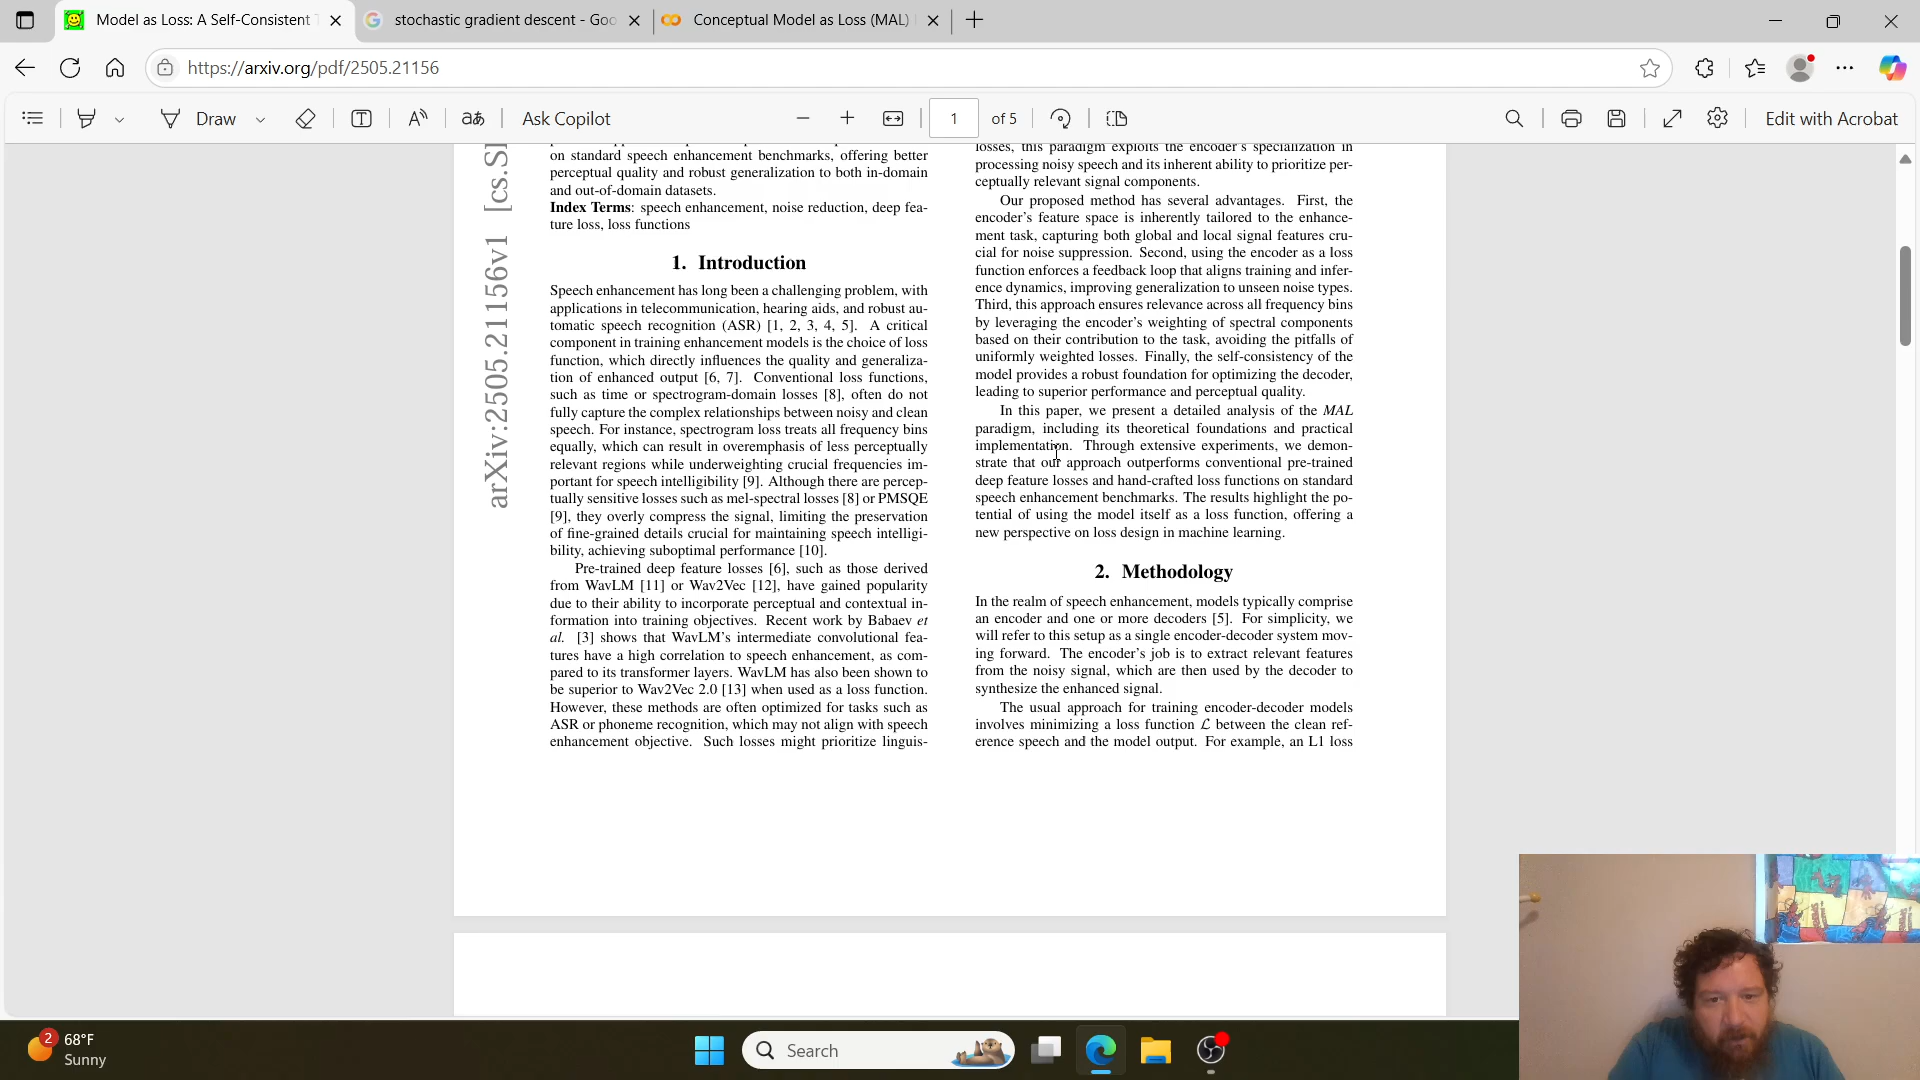 Model as Loss: A Self-Consistent
stochastic gradient descent - Goo
Conceptual Model as Loss (MAL)
https://arxiv.org/pdf/2505.21156
Draw
aあ
Ask Copilot
1
of 5
Edit with Acrobat
arXiv:2505.21156v1 [cs.S
on standard speech enhancement benchmarks, offering better
perceptual quality and robust generalization to both in-domain
and out-of-domain datasets.
Index Terms: speech enhancement, noise reduction, deep fea-
ture loss, loss functions
1. Introduction
Speech enhancement has long been a challenging problem, with
applications in telecommunication, hearing aids, and robust au-
tomatic speech recognition (ASR) [1, 2, 3, 4, 5]. A critical
component in training enhancement models is the choice of loss
function, which directly influences the quality and generaliza-
tion of enhanced output [6, 7]. Conventional loss functions,
such as time or spectrogram-domain losses [8], often do not
fully capture the complex relationships between noisy and clean
speech. For instance, spectrogram loss treats all frequency bins
equally, which can result in overemphasis of less perceptually
relevant regions while underweighting crucial frequencies im-
portant for speech intelligibility [9]. Although there are percep-
tually sensitive losses such as mel-spectral losses [8] or PMSQE
[9], they overly compress the signal, limiting the preservation
of fine-grained details crucial for maintaining speech intelligi-
bility, achieving suboptimal performance [10].
Pre-trained deep feature losses [6], such as those derived
from WavLM [11] or Wav2Vec [12], have gained popularity
due to their ability to incorporate perceptual and contextual in-
formation into training objectives. Recent work by Babaev et
al. [3] shows that WavLM's intermediate convolutional fea-
tures have a high correlation to speech enhancement, as com-
pared to its transformer layers. WavLM has also been shown to
be superior to Wav2Vec 2.0 [13] when used as a loss function.
However, these methods are often optimized for tasks such as
ASR or phoneme recognition, which may not align with speech
enhancement objective. Such losses might prioritize linguis-
losses, this paradigm exploits the encoder's specialization in
processing noisy speech and its inherent ability to prioritize per-
ceptually relevant signal components.
Our proposed method has several advantages. First, the
encoder's feature space is inherently tailored to the enhance-
ment task, capturing both global and local signal features cru-
cial for noise suppression. Second, using the encoder as a loss
function enforces a feedback loop that aligns training and infer-
ence dynamics, improving generalization to unseen noise types.
Third, this approach ensures relevance across all frequency bins
by leveraging the encoder's weighting of spectral components
based on their contribution to the task, avoiding the pitfalls of
uniformly weighted losses. Finally, the self-consistency of the
model provides a robust foundation for optimizing the decoder,
leading to superior performance and perceptual quality.
In this paper, we present a detailed analysis of the MAL
paradigm, including its theoretical foundations and practical
implementation. Through extensive experiments, we demon-
strate that our approach outperforms conventional pre-trained
deep feature losses and hand-crafted loss functions on standard
speech enhancement benchmarks. The results highlight the po-
tential of using the model itself as a loss function, offering a
new perspective on loss design in machine learning.
2. Methodology
In the realm of speech enhancement, models typically comprise
an encoder and one or more decoders [5]. For simplicity, we
will refer to this setup as a single encoder-decoder system mov-
ing forward. The encoder's job is to extract relevant features
from the noisy signal, which are then used by the decoder to
synthesize the enhanced signal.
The usual approach for training encoder-decoder models
involves minimizing a loss function ℒ between the clean ref-
erence speech and the model output. For example, an L1 loss
2
68°F
Sunny
Search